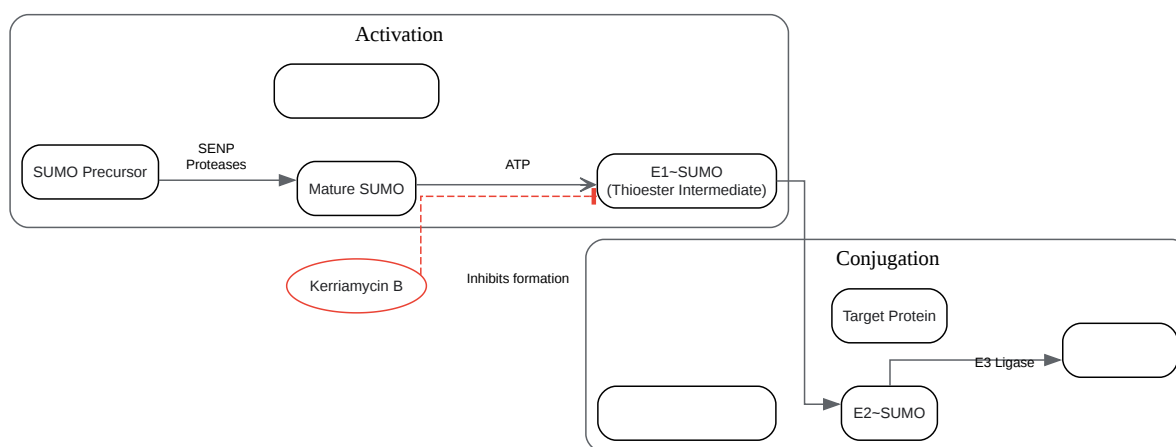 Activation
SENP
Proteases
ATP
SUMO Precursor
Mature SUMO
E1~SUMO
(Thioester Intermediate)
Kerriamycin B
Inhibits formation
Conjugation
Target Protein
E3 Ligase
E2~SUMO